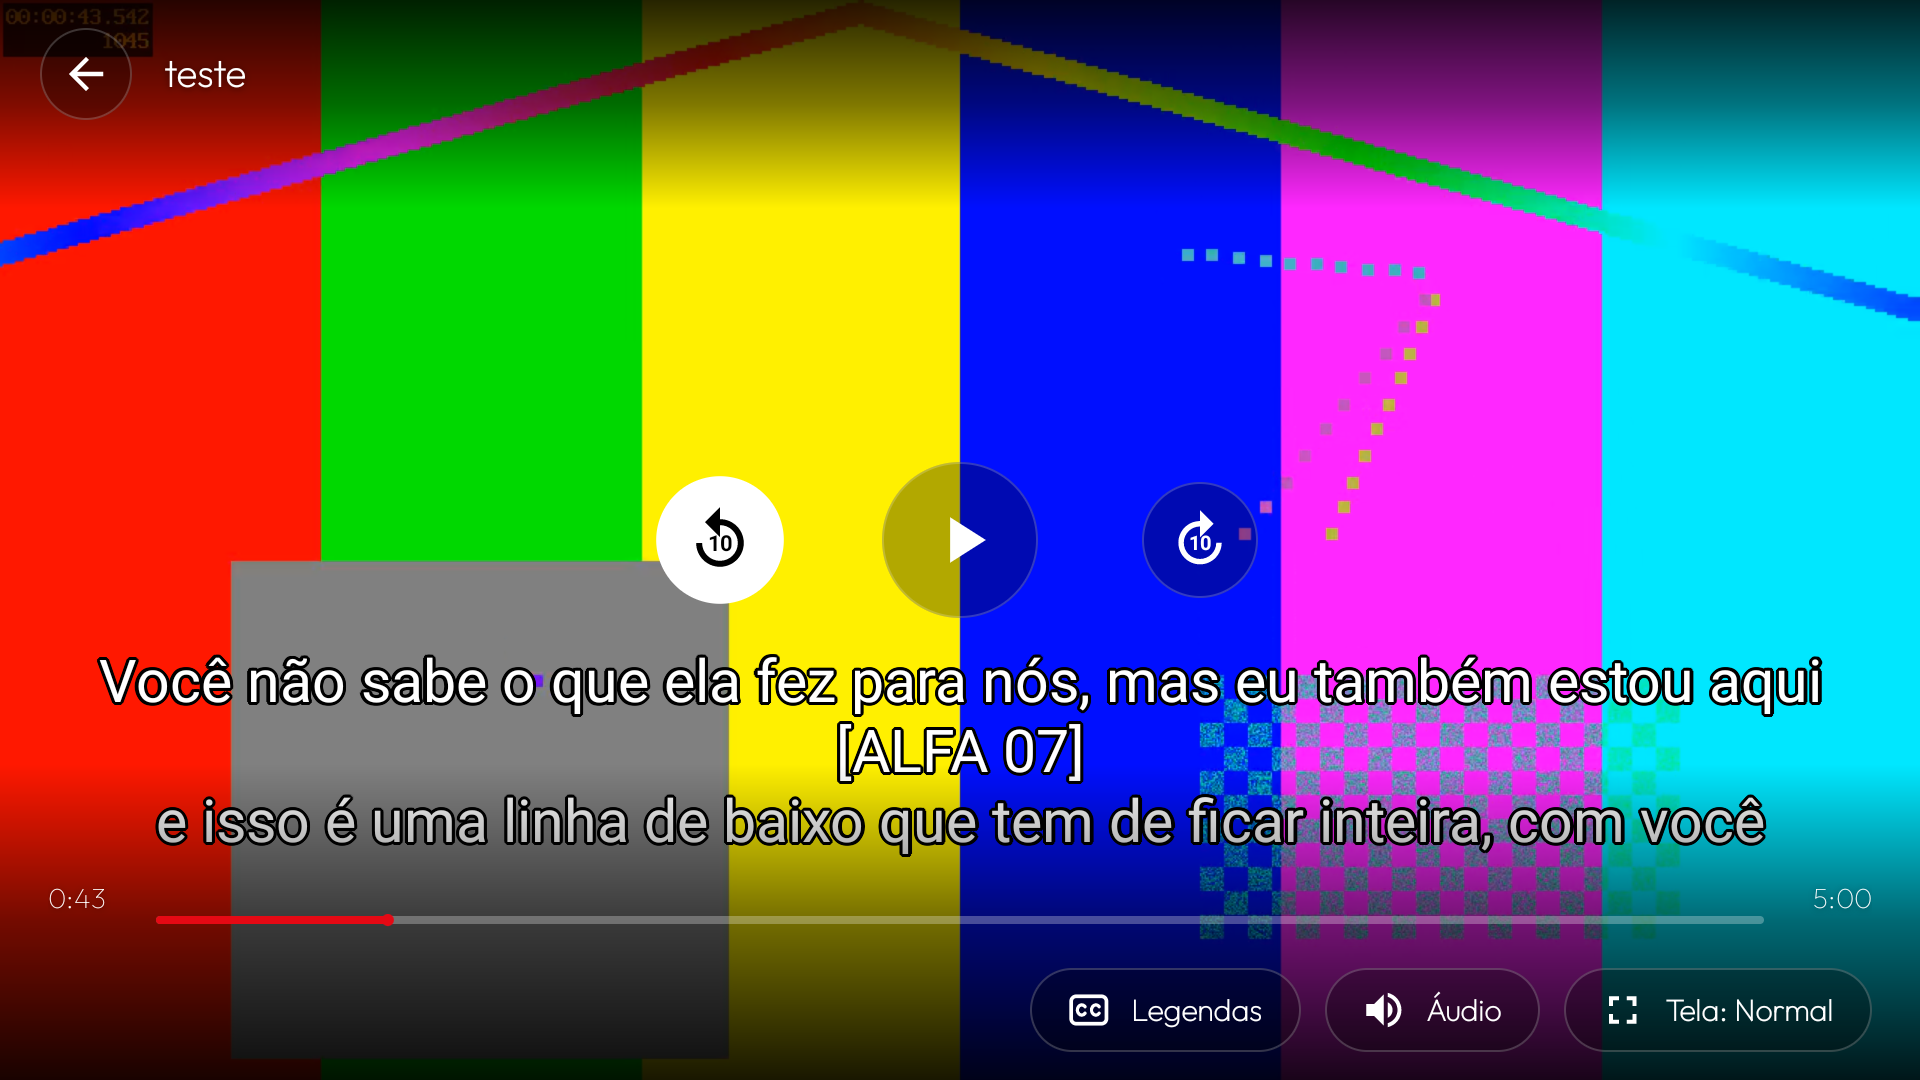 00:00:43.542
1045
teste
10
10
Você não sabe o que ela fez para nós, mas eu também estou aqui
[ALFA 07]
e isso é uma linha de baixo que tem de ficar inteira, com você
0:43
5:00
CC Legendas
Áudio
Tela: Normal